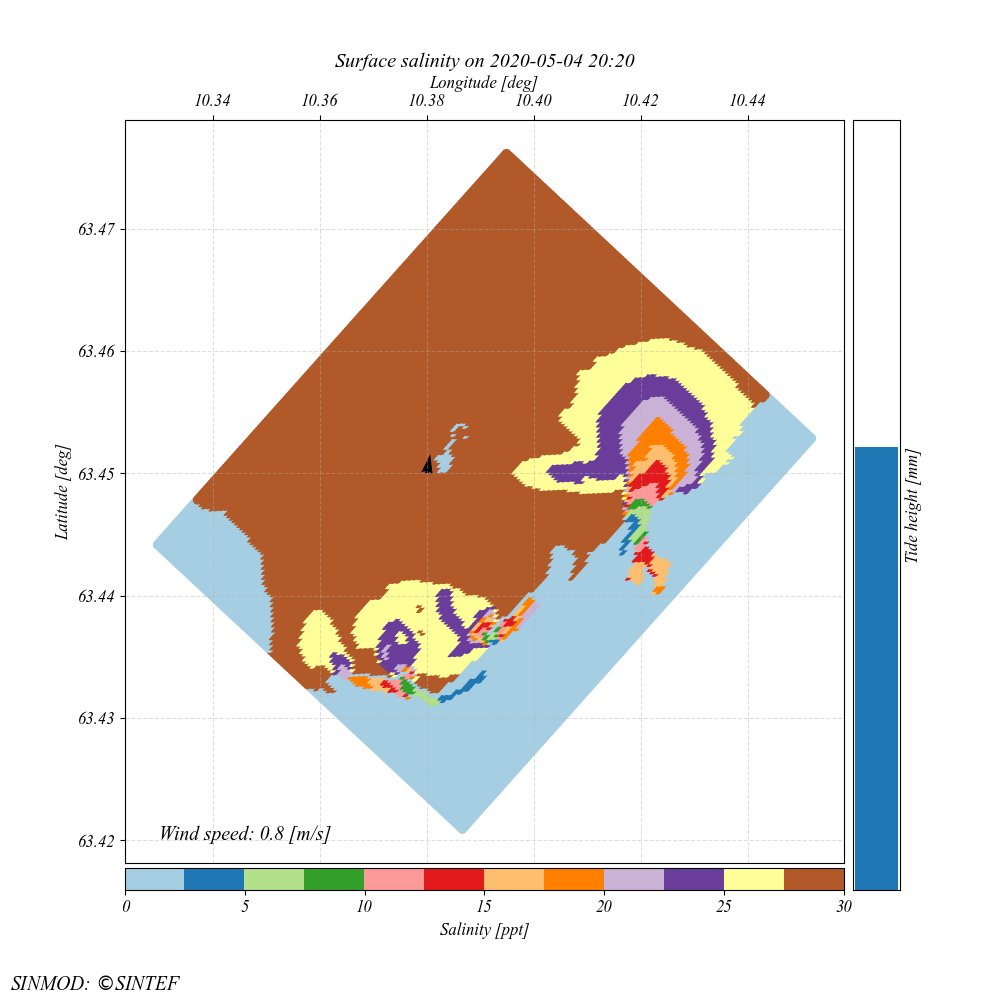 Surface salinity on 2020-05-04 20:20
Longitude [deg]
10.34 10.36 10.38 10.40 10.42 10.44
63.47
63.46
63.45
63.44
63.43
63.42
Latitude [deg]
Tide height [mm]
Wind speed: 0.8 [m/s]
0 5 10 15 20 25 30
Salinity [ppt]
SINMOD: ©SINTEF